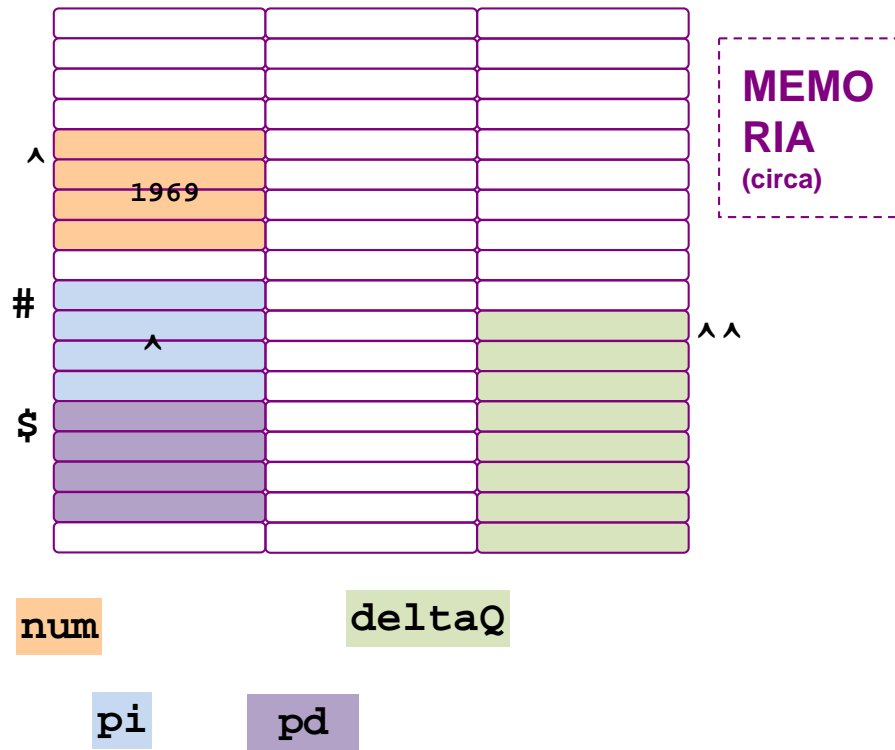 MEMO
RIA
(circa)
^
1969
#
^
^^
$
num
deltaQ
pi
pd